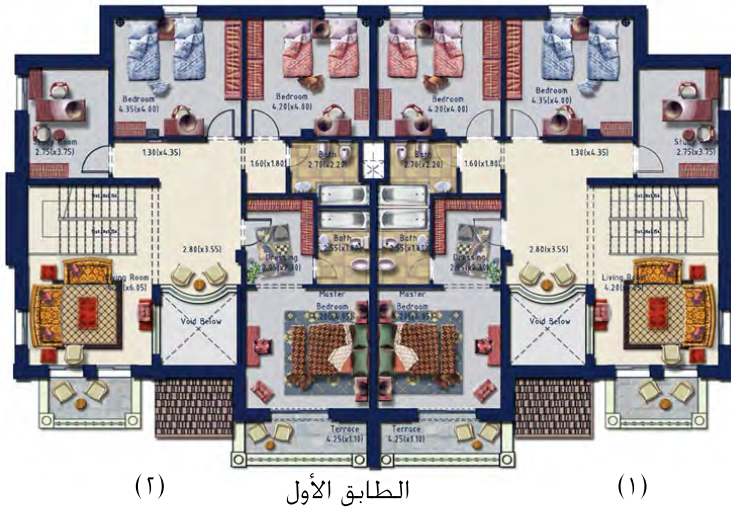 Bedroom
4.35(x4.00)
Bedroom
4.20(x4.00)
Bedroom
4.20(x4.00)
Bedroom
4.35(x4.00)
Study Room
2.75(x3.75)
Study Room
2.75(x3.75)
1.30(x4.35)
1.60(x1.80)
Bath
2.70(x2.20)
Bath
2.70(x2.20)
1.60(x1.80)
1.30(x4.35)
2.80(x3.55)
Dressing
Bath
Bath
Dressing
2.80(x3.55)
Living Room
Living Room
Void Below
Master
Bedroom
Master
Bedroom
Void Below
Terrace
4.25(x1.10)
Terrace
4.25(x1.10)
(٢)
الطابق الأول
(١)